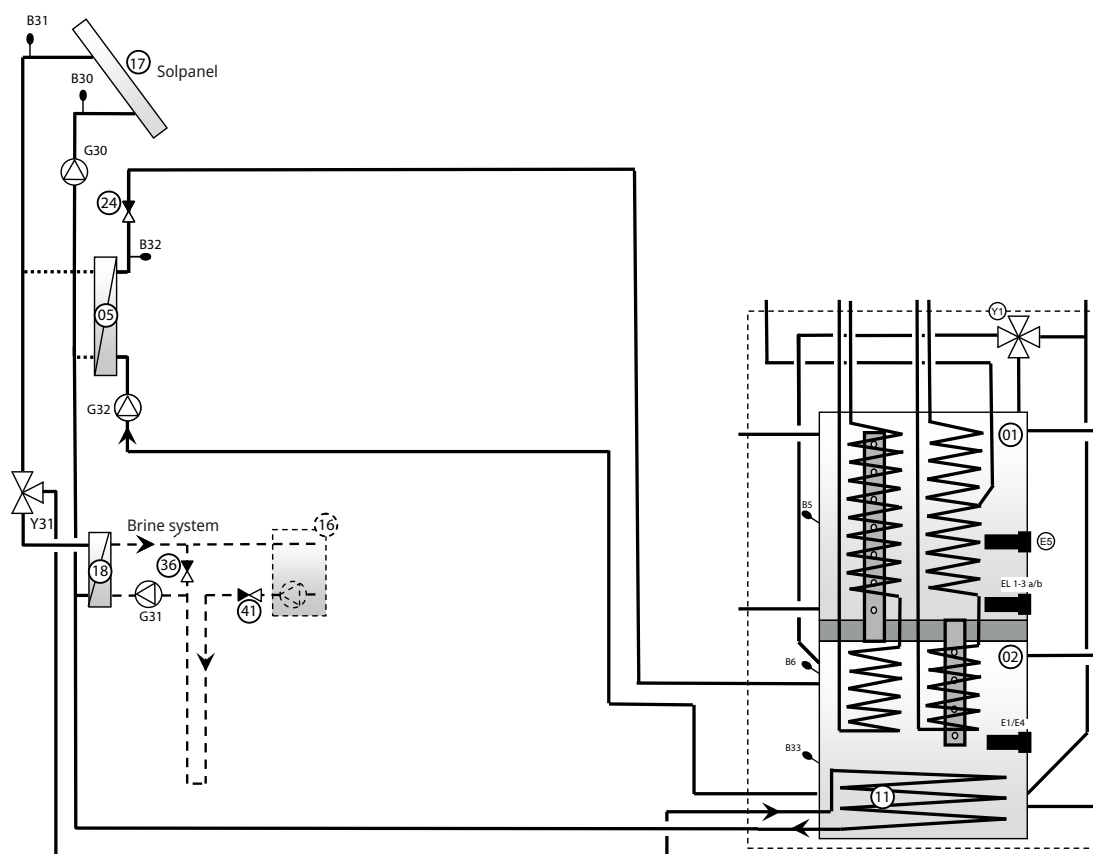 B31
17
Solpanel
B30
G30
24
B32
05
G32
Y1
01
B5
E5
Y31
Brine system
16
36
18
41
G31
EL 1-3 a/b
02
B6
E1/E4
B33
11